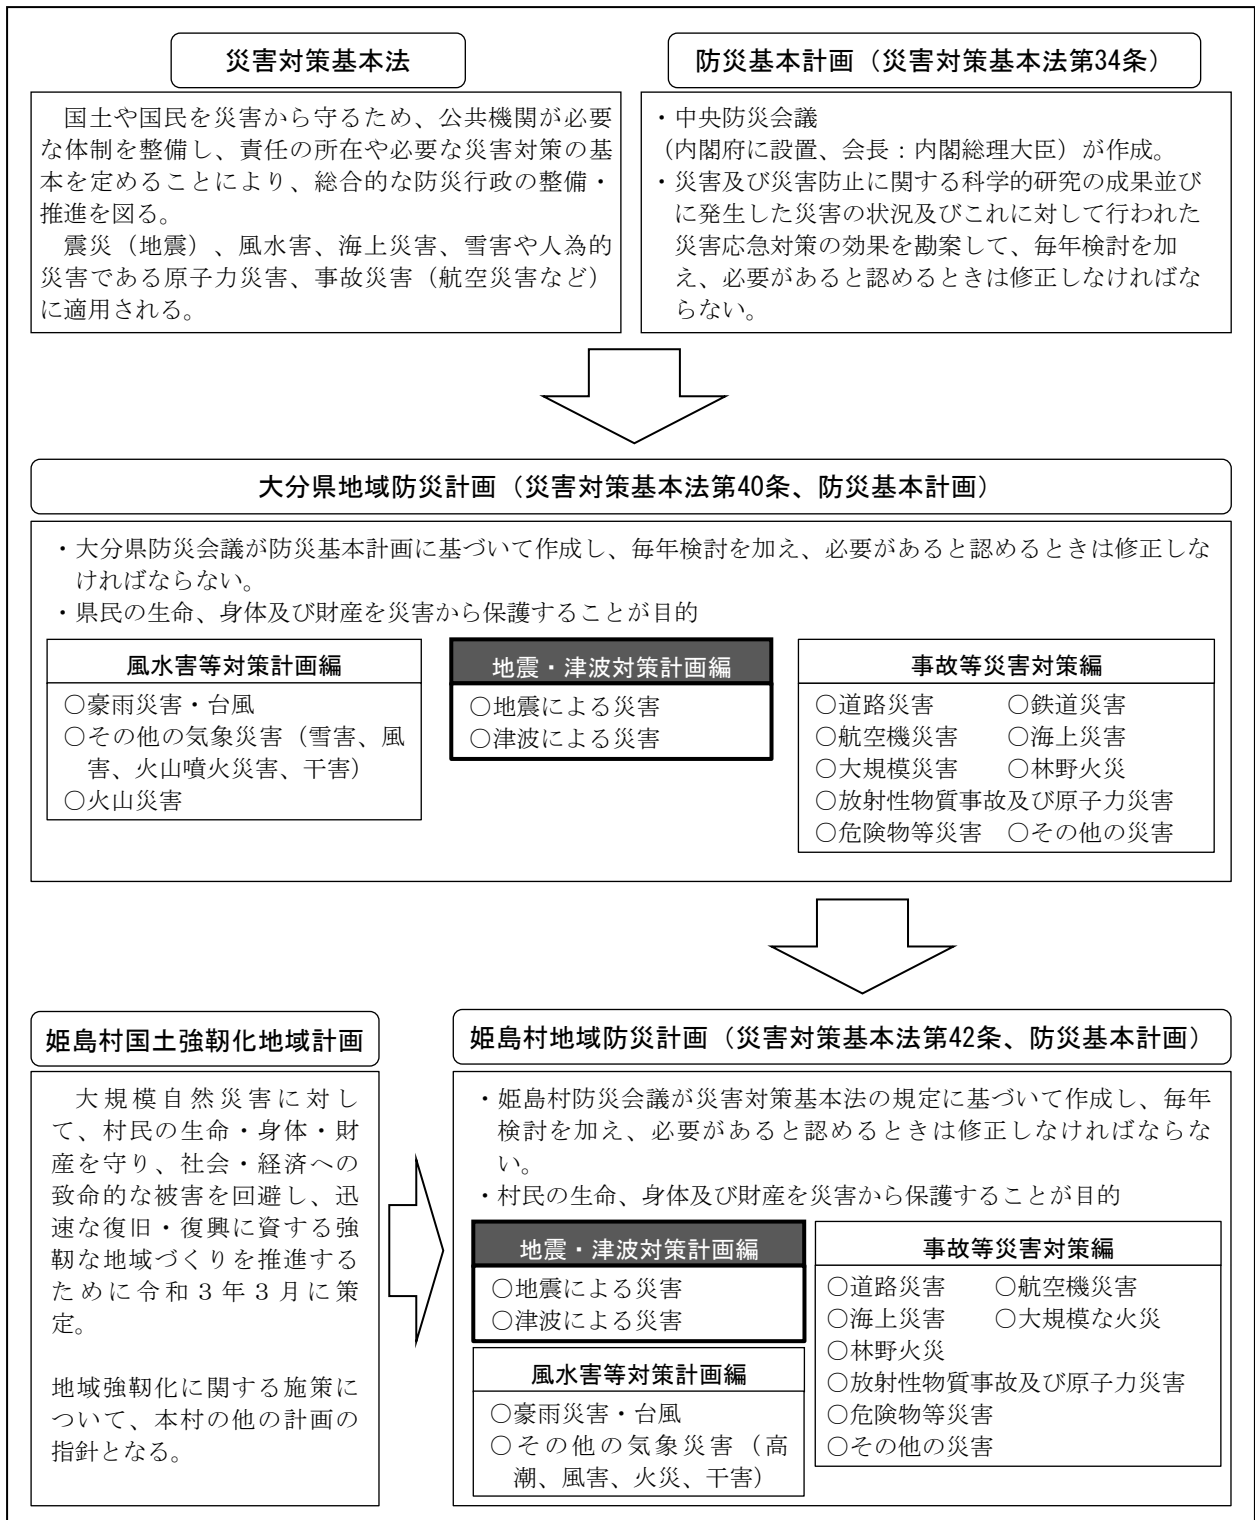 災害対策基本法
国土や国民を災害から守るため、公共機関が必要
な体制を整備し、責任の所在や必要な災害対策の基
本を定めることにより、総合的な防災行政の整備・
推進を図る。
震災（地震）、風水害、海上災害、雪害や人為的
災害である原子力災害、事故災害（航空災害など）
に適用される。
防災基本計画（災害対策基本法第34条）
・中央防災会議
（内閣府に設置、会長：内閣総理大臣）が作成。
・災害及び災害防止に関する科学的研究の成果並び
に発生した災害の状況及びこれに対して行われた
災害応急対策の効果を勘案して、毎年検討を加
え、必要があると認めるときは修正しなければな
らない。
大分県地域防災計画（災害対策基本法第40条、防災基本計画）
・大分県防災会議が防災基本計画に基づいて作成し、毎年検討を加え、必要があると認めるときは修正しな
ければならない。
・県民の生命、身体及び財産を災害から保護することが目的
風水害等対策計画編
○豪雨災害・台風
○その他の気象災害（雪害、風
害、火山噴火災害、干害）
○火山災害
地震・津波対策計画編
○地震による災害
○津波による災害
事故等災害対策編
○道路災害 ○鉄道災害
○航空機災害 ○海上災害
○大規模災害 ○林野火災
○放射性物質事故及び原子力災害
○危険物等災害 ○その他の災害
姫島村国土強靭化地域計画
大規模自然災害に対し
て、村民の生命・身体・財
産を守り、社会・経済への
致命的な被害を回避し、迅
速な復旧・復興に資する強
靭な地域づくりを推進する
ために令和３年３月に策
定。
地域強靭化に関する施策に
ついて、本村の他の計画の
指針となる。
姫島村地域防災計画（災害対策基本法第42条、防災基本計画）
・姫島村防災会議が災害対策基本法の規定に基づいて作成し、毎年
検討を加え、必要があると認めるときは修正しなければならな
い。
・村民の生命、身体及び財産を災害から保護することが目的
地震・津波対策計画編
○地震による災害
○津波による災害
風水害等対策計画編
○豪雨災害・台風
○その他の気象災害（高
潮、風害、火災、干害）
事故等災害対策編
○道路災害 ○航空機災害
○海上災害 ○大規模な火災
○林野火災
○放射性物質事故及び原子力災害
○危険物等災害
○その他の災害